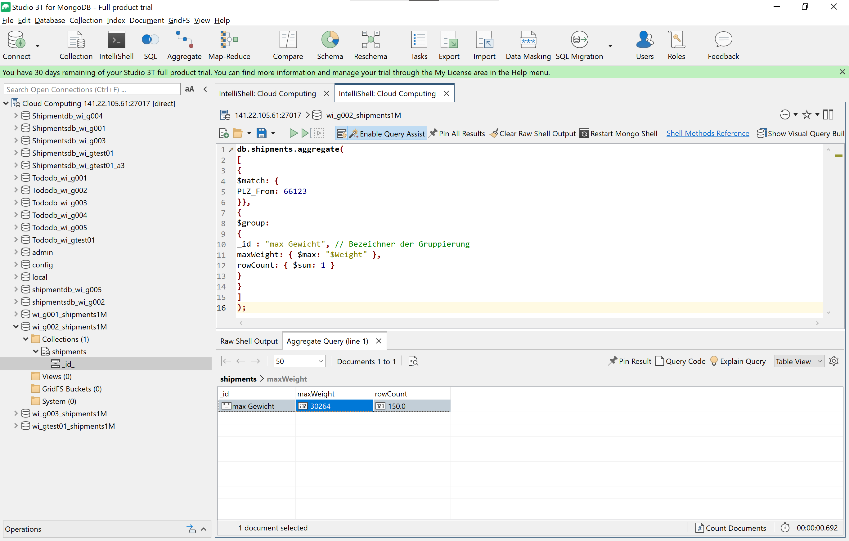 Studio 3T for MongoDB - Full product trial
File Edit Database Collection Index Document GridFS View Help
Connect Collection IntelliShell SQL Aggregate Map-Reduce Compare Schema Reschema Tasks Export Import Data Masking SQL Migration Users Roles Feedback
You have 30 days remaining of your Studio 3T full product trial. You can find more information and manage your trial through the My License area in the Help menu.
Search Open Connections (Ctrl+F) ... aA
Cloud Computing 141.22.105.61:27017 [direct]
Shipmentdb_wi_g004
Shipmentsdb_wi_g001
Shipmentsdb_wi_g003
Shipmentsdb_wi_gtest01
Shipmentsdb_wi_gtest01_a3
Tododb_wi_g001
Tododb_wi_g002
Tododb_wi_g003
Tododb_wi_g004
Tododb_wi_g005
Tododb_wi_gtest01
admin
config
local
shipmentdb_wi_g005
shipmentsdb_wi_g002
wi_g001_shipments1M
wi_g002_shipments1M
Collections (1)
shipments
_id_
Views (0)
GridFS Buckets (0)
System (0)
wi_g003_shipments1M
wi_gtest01_shipments1M
Operations
IntelliShell: Cloud Computing IntelliShell: Cloud Computing
141.22.105.61:27017 wi_g002_shipments1M
Enable Query Assist Pin All Results Clear Raw Shell Output Restart Mongo Shell Shell Methods Reference Show Visual Query Buil
1 db.shipments.aggregate(
2 [
3 {
4 $match: {
5 PLZ_From: 66123
6 }},
7 {
8 $group:
9 {
10 _id : "max Gewicht", // Bezeichner der Gruppierung
11 maxWeight: { $max: "$Weight" },
12 rowCount: { $sum: 1 }
13 }
14 }
15 ]
16 );
Raw Shell Output Aggregate Query (line 1)
50 Documents 1 to 1 Pin Result Query Code Explain Query Table View
shipments > maxWeight
_id maxWeight rowCount
max Gewicht 30264 150.0
1 document selected Count Documents 00:00:00.692